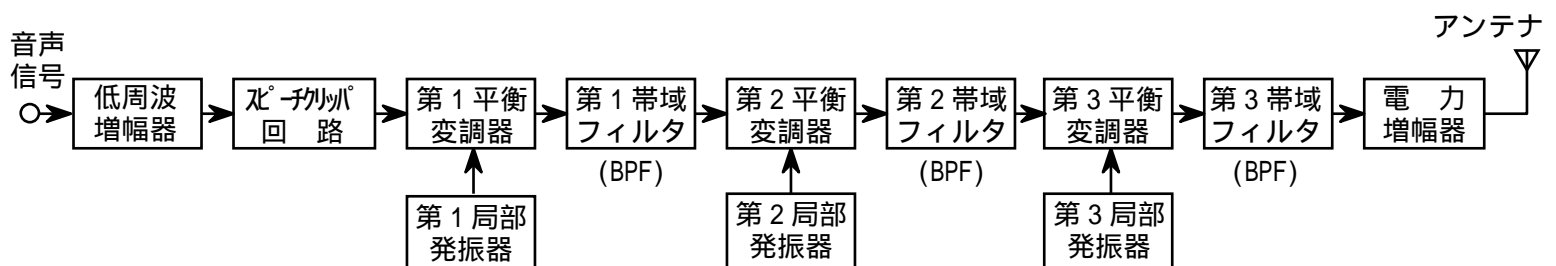 アンテナ
音声
信号
低周波
増幅器
ｽﾋﾟｰﾁｸﾘｯﾊﾟ
回　路
第１平衡
変調器
第１帯域
フィルタ
(BPF)
第２平衡
変調器
第２帯域
フィルタ
(BPF)
第３平衡
変調器
第３帯域
フィルタ
(BPF)
電　力
増幅器
第１局部
発振器
第２局部
発振器
第３局部
発振器